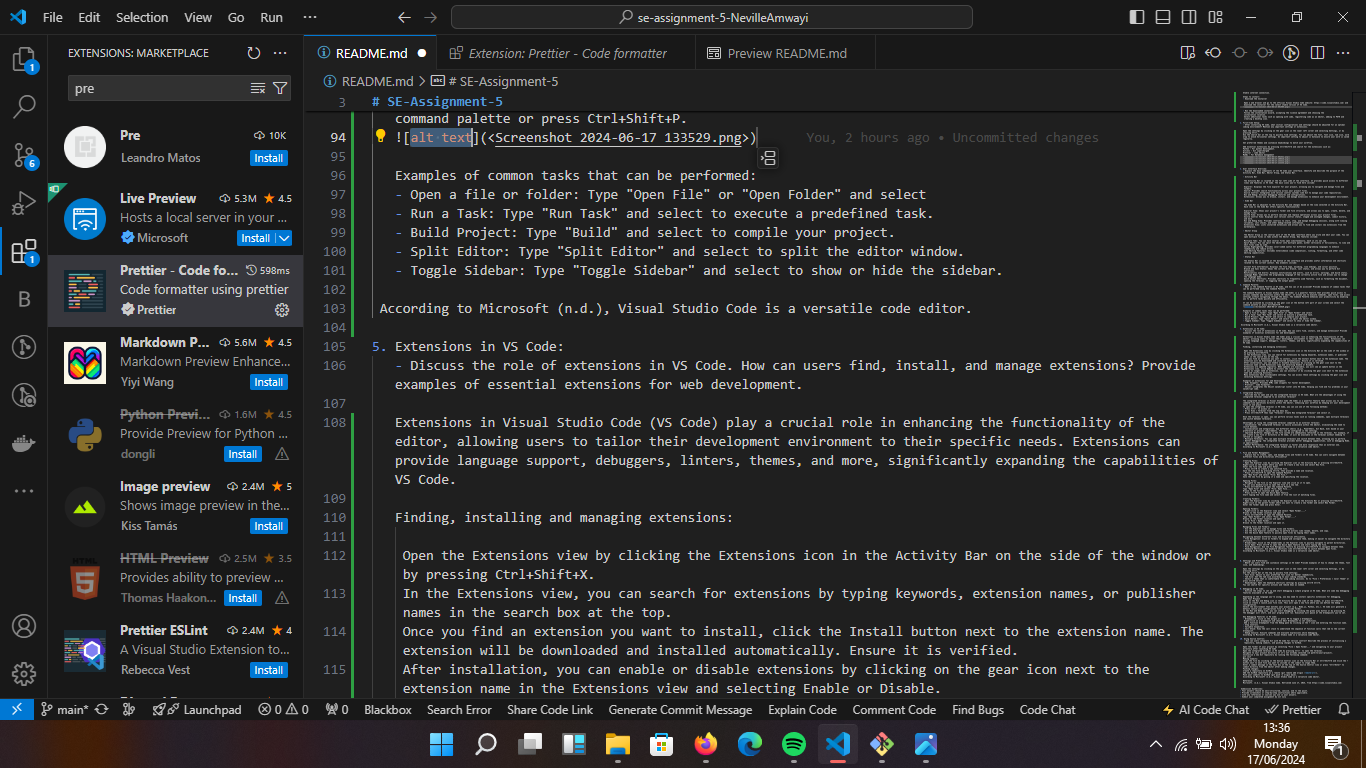 File Edit Selection View Go Run ···
se-assignment-5-NevilleAmwayi
EXTENSIONS: MARKETPLACE
pre
Pre 10K
Leandro Matos Install
Live Preview 5.3M 4.5
Hosts a local server in your ...
Microsoft Install
Prettier - Code fo... 598ms
Code formatter using prettier
Prettier
Markdown P... 5.6M 4.5
Markdown Preview Enhance...
Yiyi Wang Install
Python Previ... 1.6M 4.5
Provide Preview for Python ...
dongli Install
Image preview 2.4M 5
Shows image preview in the...
Kiss Tamás Install
HTML Preview 2.5M 3.5
Provides ability to preview ...
Thomas Haakon... Install
Prettier ESLint 2.4M 4
A Visual Studio Extension to...
Rebecca Vest Install
1
6
1
B
README.md
Extension: Prettier - Code formatter
Preview README.md
README.md > # SE-Assignment-5
3 # SE-Assignment-5
command palette or press Ctrl+Shift+P.
94 ![alt text](<Screenshot 2024-06-17 133529.png>) You, 2 hours ago • Uncommitted changes
95
96 Examples of common tasks that can be performed:
97 - Open a file or folder: Type "Open File" or "Open Folder" and select
98 - Run a Task: Type "Run Task" and select to execute a predefined task.
99 - Build Project: Type "Build" and select to compile your project.
100 - Split Editor: Type "Split Editor" and select to split the editor window.
101 - Toggle Sidebar: Type "Toggle Sidebar" and select to show or hide the sidebar.
102
103 According to Microsoft (n.d.), Visual Studio Code is a versatile code editor.
104
105 5. Extensions in VS Code:
106 - Discuss the role of extensions in VS Code. How can users find, install, and manage extensions? Provide
examples of essential extensions for web development.
107
108 Extensions in Visual Studio Code (VS Code) play a crucial role in enhancing the functionality of the
editor, allowing users to tailor their development environment to their specific needs. Extensions can
provide language support, debuggers, linters, themes, and more, significantly expanding the capabilities of
VS Code.
109
110 Finding, installing and managing extensions:
111
112 Open the Extensions view by clicking the Extensions icon in the Activity Bar on the side of the window or
by pressing Ctrl+Shift+X.
113 In the Extensions view, you can search for extensions by typing keywords, extension names, or publisher
names in the search box at the top.
114 Once you find an extension you want to install, click the Install button next to the extension name. The
extension will be downloaded and installed automatically. Ensure it is verified.
115 After installation, you can enable or disable extensions by clicking on the gear icon next to the
extension name in the Extensions view and selecting Enable or Disable.
main* Launchpad 0 0 0 Blackbox Search Error Share Code Link Generate Commit Message Explain Code Comment Code Find Bugs Code Chat AI Code Chat Prettier
13:36
Monday
17/06/2024
1